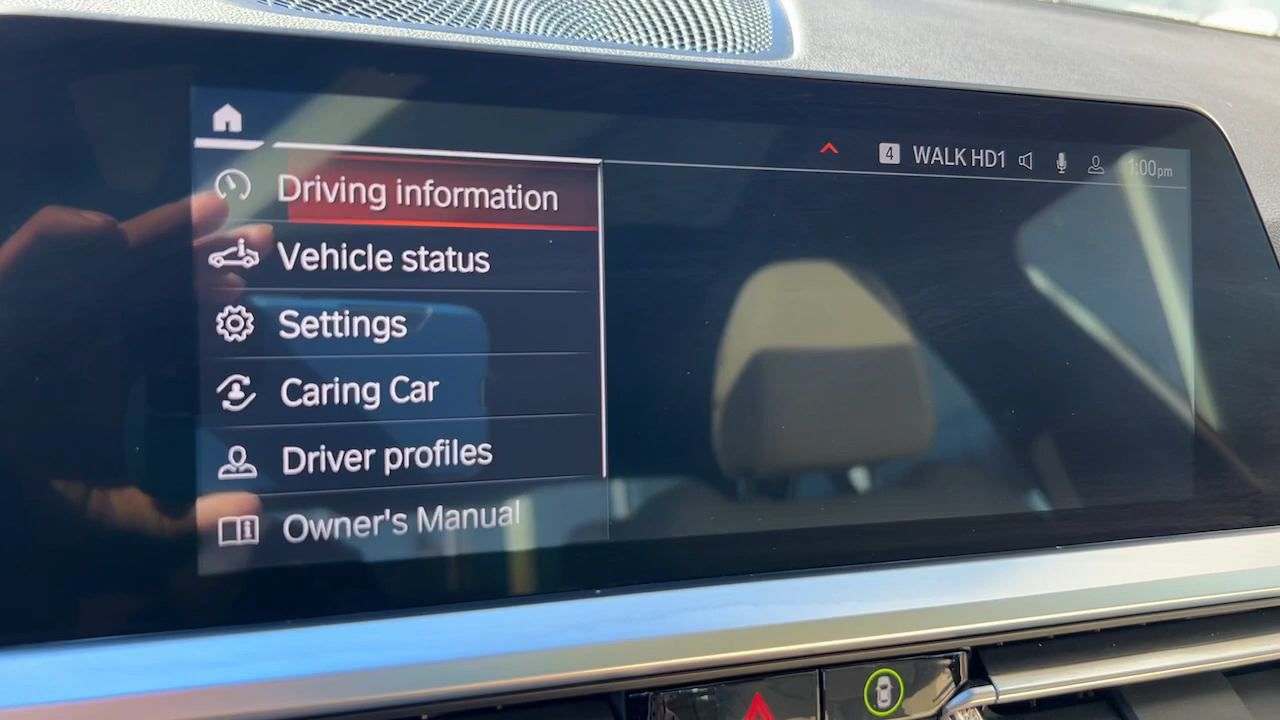 4 WALK HD1 1:00pm
Driving information
Vehicle status
Settings
Caring Car
Driver profiles
Owner's Manual